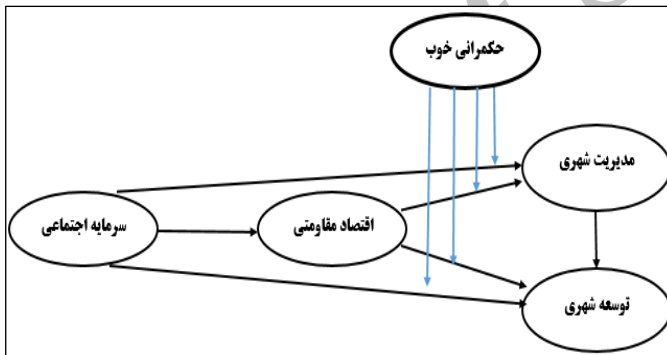 حکمرانی خوب
مدیریت شهری
اقتصاد مقاومتی
سرمایه اجتماعی
توسعه شهری